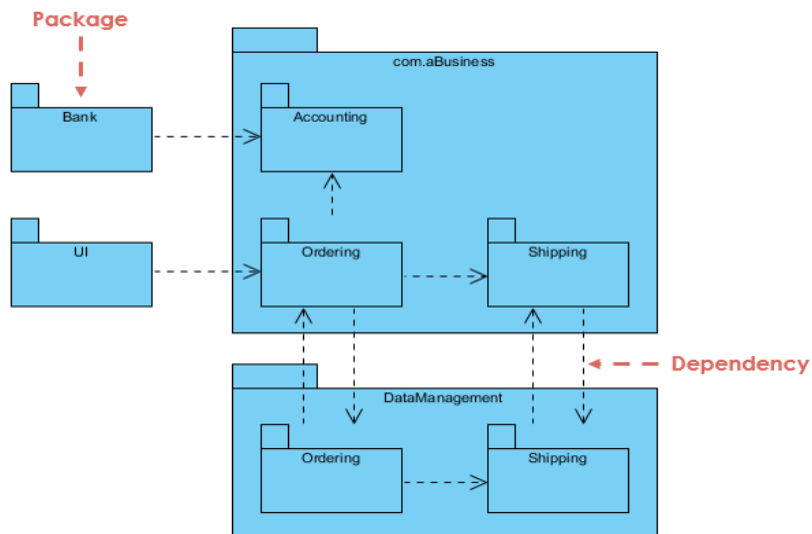 Package
com.aBusiness
Bank
Accounting
UI
Ordering
Shipping
Dependency
DataManagement
Ordering
Shipping